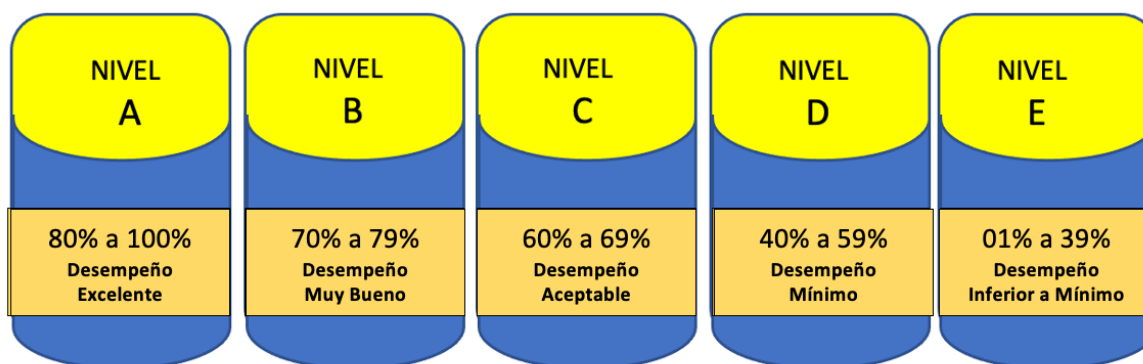 NIVEL
A
80% a 100%
Desempeño
Excelente
NIVEL
B
70% a 79%
Desempeño
Muy Bueno
NIVEL
C
60% a 69%
Desempeño
Aceptable
NIVEL
D
40% a 59%
Desempeño
Mínimo
NIVEL
E
01% a 39%
Desempeño
Inferior a Mínimo